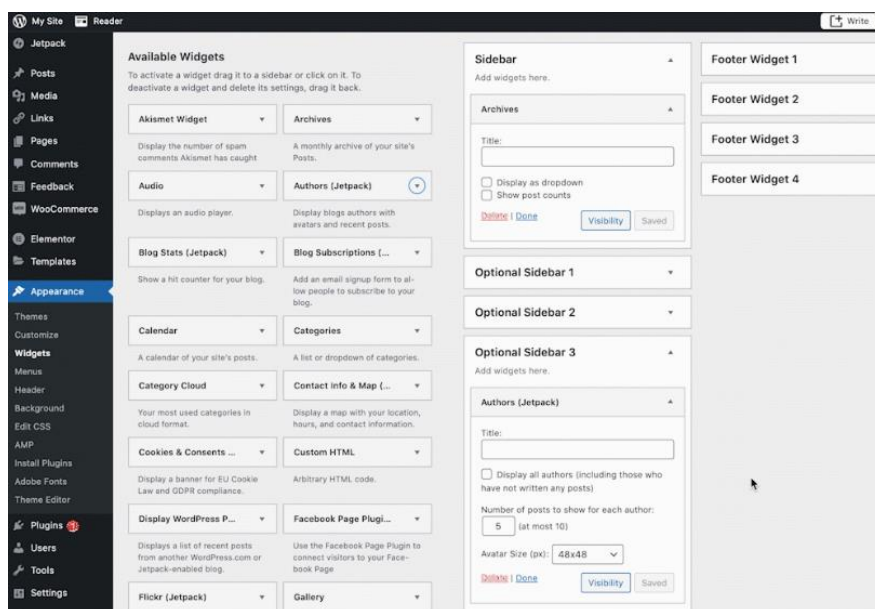 My Site
Reader
Write
Jetpack
Posts
Media
Links
Pages
Comments
Feedback
WooCommerce
Elementor
Templates
Appearance
Themes
Customize
Widgets
Menus
Header
Background
Edit CSS
AMP
Install Plugins
Adobe Fonts
Theme Editor
Plugins
Users
Tools
Settings
Available Widgets
To activate a widget drag it to a sidebar or click on it. To
deactivate a widget and delete its settings, drag it back.
Akismet Widget
Display the number of spam
comments Akismet has caught
Archives
A monthly archive of your site's
Posts.
Audio
Displays an audio player.
Authors (Jetpack)
Display blogs authors with
avatars and recent posts.
Blog Stats (Jetpack)
Show a hit counter for your blog.
Blog Subscriptions (...
Add an email signup form to al-
low people to subscribe to your
blog.
Calendar
A calendar of your site's posts.
Categories
A list or dropdown of categories.
Category Cloud
Your most used categories in
cloud format.
Contact Info & Map (...
Display a map with your location,
hours, and contact information.
Cookies & Consents ...
Display a banner for EU Cookie
Law and GDPR compliance.
Custom HTML
Arbitrary HTML code.
Display WordPress P...
Displays a list of recent posts
from another WordPress.com or
Jetpack-enabled blog.
Facebook Page Plugi...
Use the Facebook Page Plugin to
connect visitors to your Face-
book Page
Flickr (Jetpack)
Gallery
Sidebar
Add widgets here.
Archives
Title:
Display as dropdown
Show post counts
Delete | Done
Visibility
Saved
Optional Sidebar 1
Optional Sidebar 2
Optional Sidebar 3
Add widgets here.
Authors (Jetpack)
Title:
Display all authors (including those who
have not written any posts)
Number of posts to show for each author:
5 (at most 10)
Avatar Size (px): 48x48
Delete | Done
Visibility
Saved
Footer Widget 1
Footer Widget 2
Footer Widget 3
Footer Widget 4